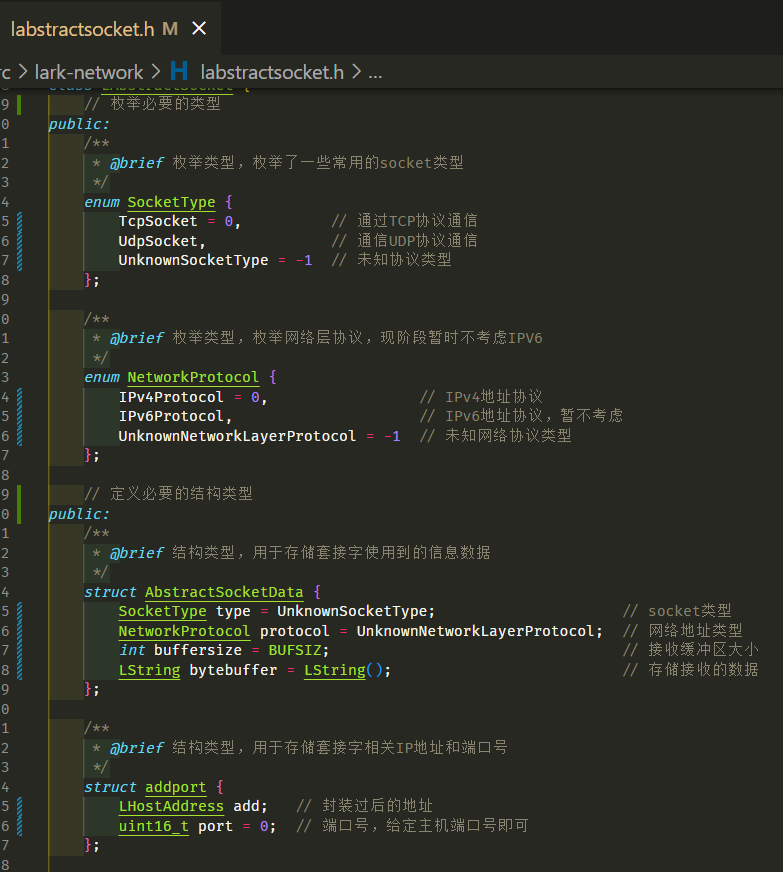 labstractsocket.h M ×
rc > lark-network > H labstractsocket.h > ...
9 // 枚举必要的类型
0 public:
1 /**
2 * @brief 枚举类型，枚举了一些常用的socket类型
3 */
4 enum SocketType {
5 TcpSocket = 0, // 通过TCP协议通信
6 UdpSocket, // 通信UDP协议通信
7 UnknownSocketType = -1 // 未知协议类型
8 };
9
0 /**
1 * @brief 枚举类型，枚举网络层协议，现阶段暂时不考虑IPV6
2 */
3 enum NetworkProtocol {
4 IPv4Protocol = 0, // IPv4地址协议
5 IPv6Protocol, // IPv6地址协议，暂不考虑
6 UnknownNetworkLayerProtocol = -1 // 未知网络协议类型
7 };
8
9 // 定义必要的结构类型
0 public:
1 /**
2 * @brief 结构类型，用于存储套接字使用到的信息数据
3 */
4 struct AbstractSocketData {
5 SocketType type = UnknownSocketType; // socket类型
6 NetworkProtocol protocol = UnknownNetworkLayerProtocol; // 网络地址类型
7 int buffersize = BUFSIZ; // 接收缓冲区大小
8 LString bytebuffer = LString(); // 存储接收的数据
9 };
0
1 /**
2 * @brief 结构类型，用于存储套接字相关IP地址和端口号
3 */
4 struct addport {
5 LHostAddress add; // 封装过后的地址
6 uint16_t port = 0; // 端口号，给定主机端口号即可
7 };
8